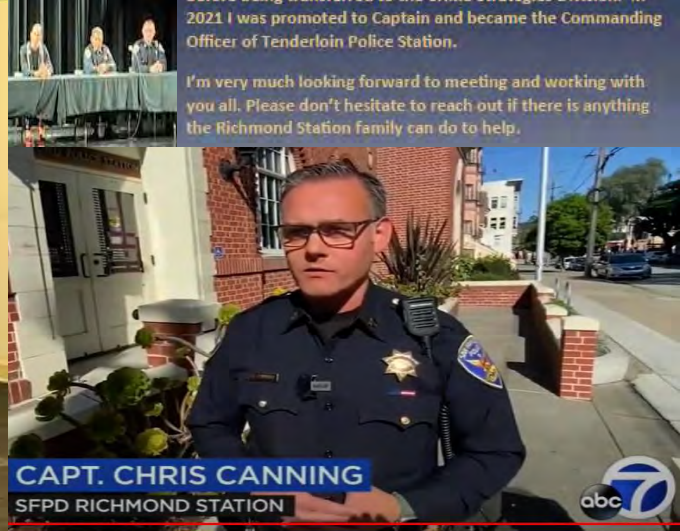 2021 I was promoted to Captain and became the Commanding
Officer of Tenderloin Police Station.
I'm very much looking forward to meeting and working with
you all. Please don't hesitate to reach out if there is anything
the Richmond Station family can do to help.
CAPT. CHRIS CANNING
SFPD RICHMOND STATION
abc 7